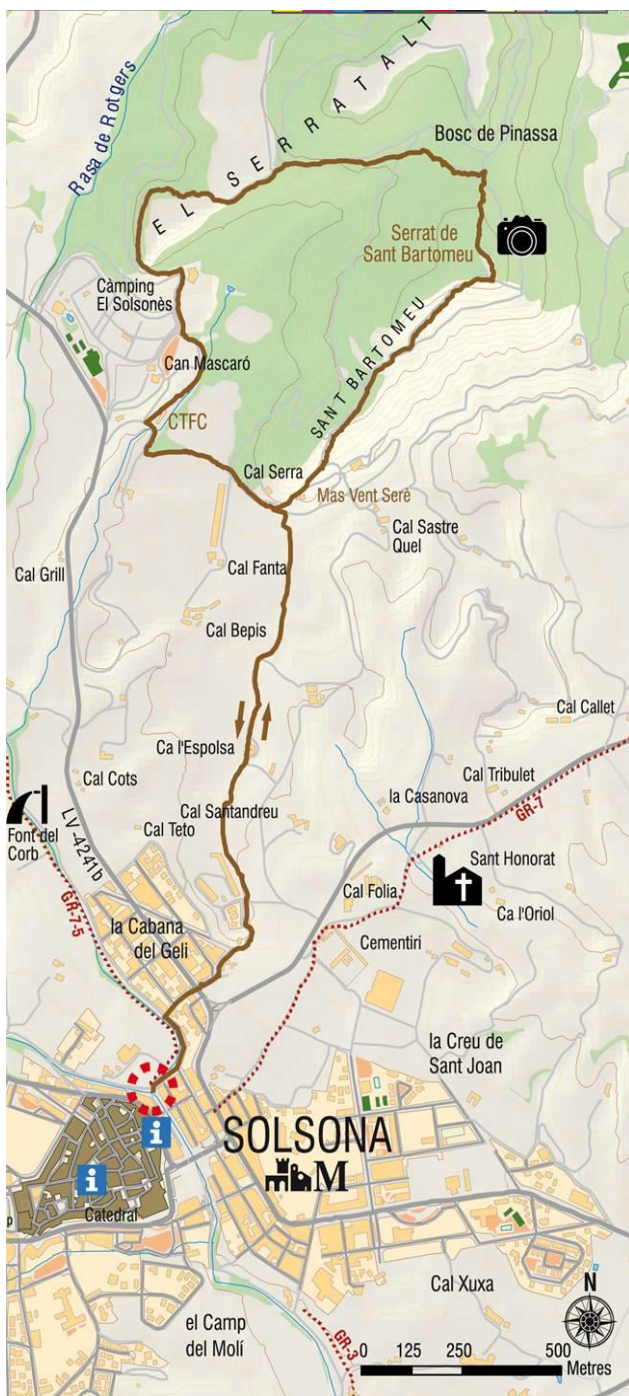 Rasa de Rotgers
EL SERRATALT
Bosc de Pinassa
Serrat de
Sant Bartomeu
Càmping
El Solsonès
Can Mascaró
SANT BARTOMEU
CTFC
Cal Serra
Mas Vent Serè
Cal Sastre
Quel
Cal Grill
Cal Fanta
Cal Bepis
Cal Callet
Ca l'Espolsa
Cal Tribulet
Cal Cots
la Casanova
GR-7
Cal Santandreu
Font del
Corb
LV-4241b
Cal Teto
Sant Honorat
GR-7-5
Cal Folia
Ca l'Oriol
la Cabana
del Geli
Cementiri
la Creu de
Sant Joan
i
SOLSONA
M
i
Catedral
p
Cal Xuxa
N
el Camp
del Molí
GR-3
0 125 250 500
Metres